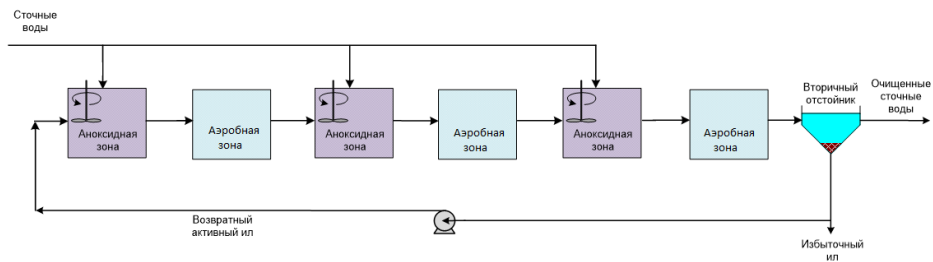 Сточные
воды
Аноксидная
зона
Аэробная
зона
Аноксидная
зона
Аэробная
зона
Аноксидная
зона
Аэробная
зона
Вторичный
отстойник
Очищенные
сточные
воды
Возвратный
активный ил
Избыточный
ил